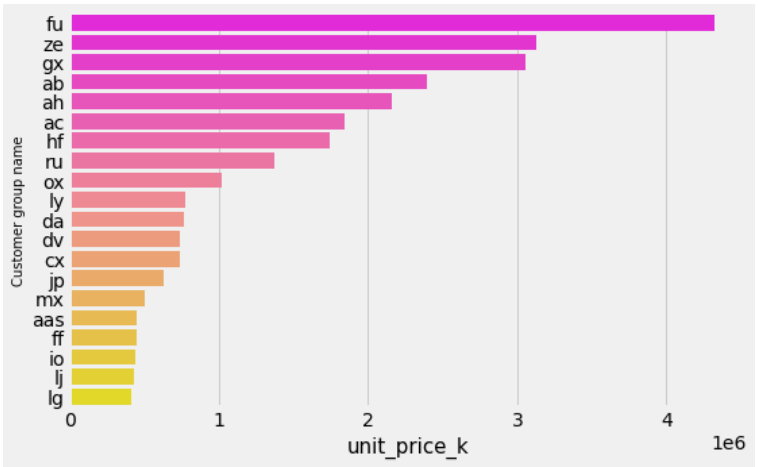 Customer group name
fu
ze
gx
ab
ah
ac
hf
ru
ox
ly
da
dv
cx
jp
mx
aas
ff
io
lj
lg
0 1 2 3 4
1e6
unit_price_k